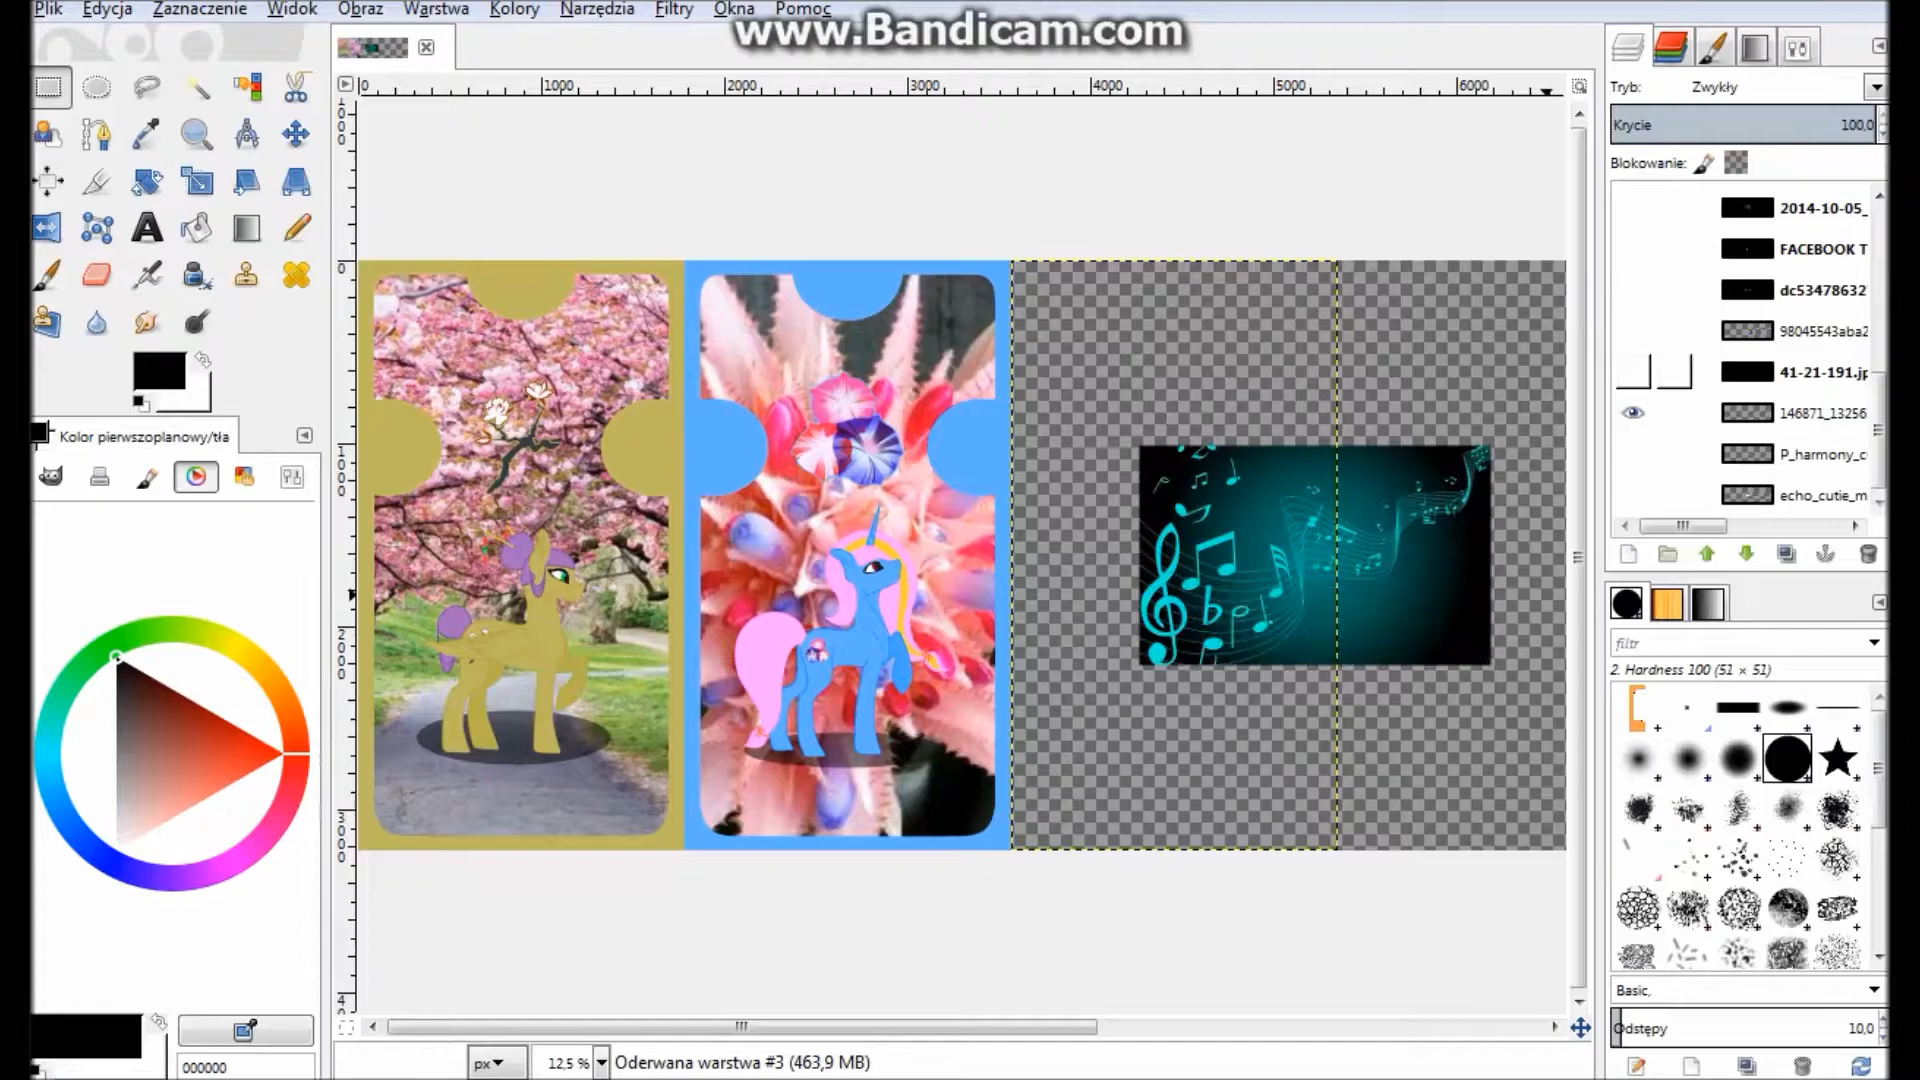 Plik Edycja Zaznaczenie Widok Obraz Warstwa Kolory Narzędzia Filtry Okna Pomoc
www.Bandicam.com
0 1000 2000 3000 4000 5000 6000
Tryb: Zwykły
Krycie 100,0
Blokowanie:
2014-10-05_
FACEBOOK T
dc53478632
98045543aba2
41-21-191.jp
146871_13256
P_harmony_c
echo_cutie_m
Kolor pierwszoplanowy/tła
filtr
2. Hardness 100 (51 × 51)
Basic,
Odstępy 10,0
000000
px 12,5 % Oderwana warstwa #3 (463,9 MB)